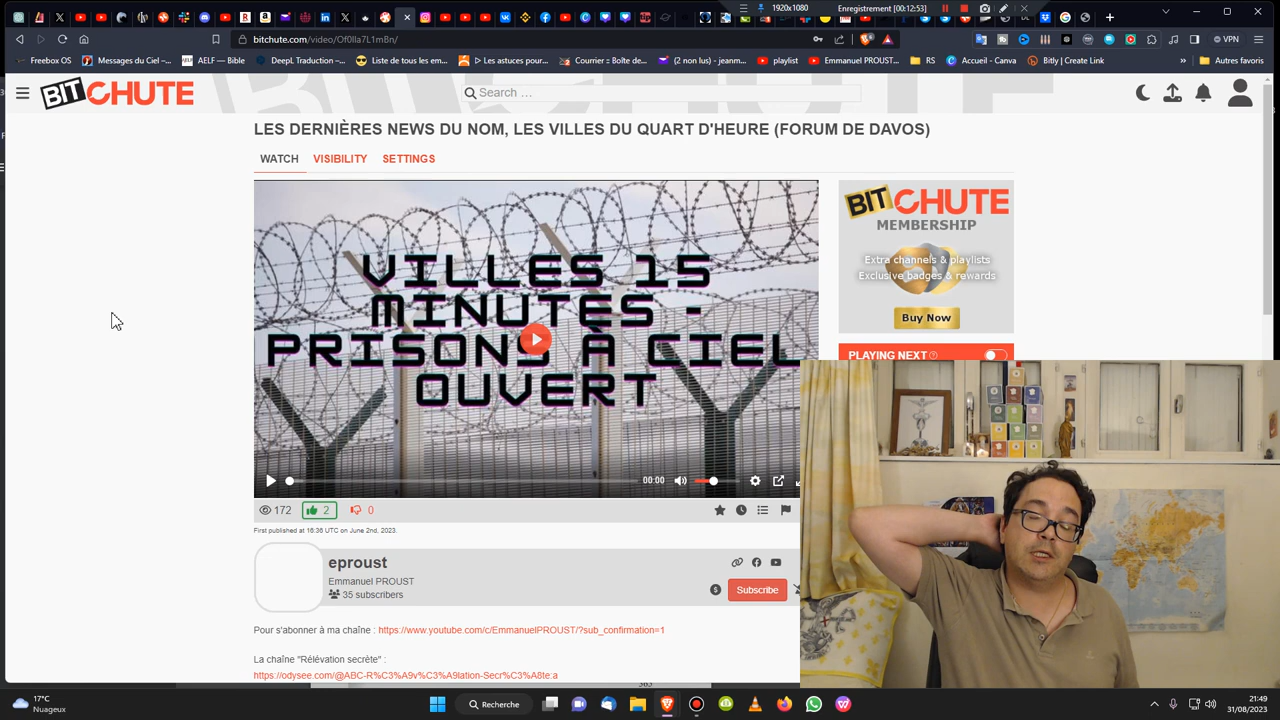 1920x1080
Enregistrement [00:12:53]
bitchute.com/video/Of0Ila7L1mBn/
VPN
Freebox OS
Messages du Ciel –...
AELF — Bible
DeepL Traduction –...
Liste de tous les em...
▷ Les astuces pour...
Courrier :: Boîte de...
(2 non lus) - jeanm...
playlist
Emmanuel PROUST...
RS
Accueil - Canva
Bitly | Create Link
Autres favoris
BITCHUTE
Search ...
LES DERNIÈRES NEWS DU NOM, LES VILLES DU QUART D'HEURE (FORUM DE DAVOS)
WATCH
VISIBILITY
SETTINGS
VILLES 15
MINUTES -
PRISONS À CIEL
OUVERT
00:00
BITCHUTE
MEMBERSHIP
Extra channels & playlists
Exclusive badges & rewards
Buy Now
PLAYING NEXT
172
2
0
First published at 16:36 UTC on June 2nd, 2023.
eproust
Emmanuel PROUST
35 subscribers
Subscribe
Pour s'abonner à ma chaîne : https://www.youtube.com/c/EmmanuelPROUST/?sub_confirmation=1
La chaîne "Rélévation secrète" :
https://odysee.com/@ABC-R%C3%A9v%C3%A9lation-Secr%C3%A8te:a
17°C
Nuageux
Recherche
21:49
31/08/2023